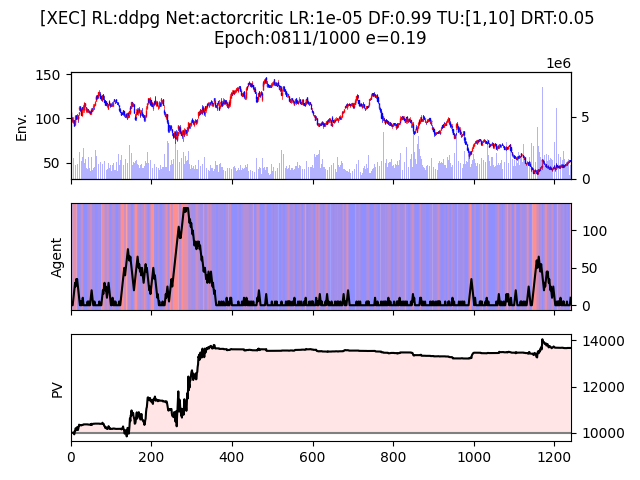 [XEC] RL:ddpg Net:actorcritic LR:1e-05 DF:0.99 TU:[1,10] DRT:0.05
Epoch:0811/1000 e=0.19
1e6
150
100
50
Env.
5
0
Agent
100
50
0
PV
14000
12000
10000
0 200 400 600 800 1000 1200